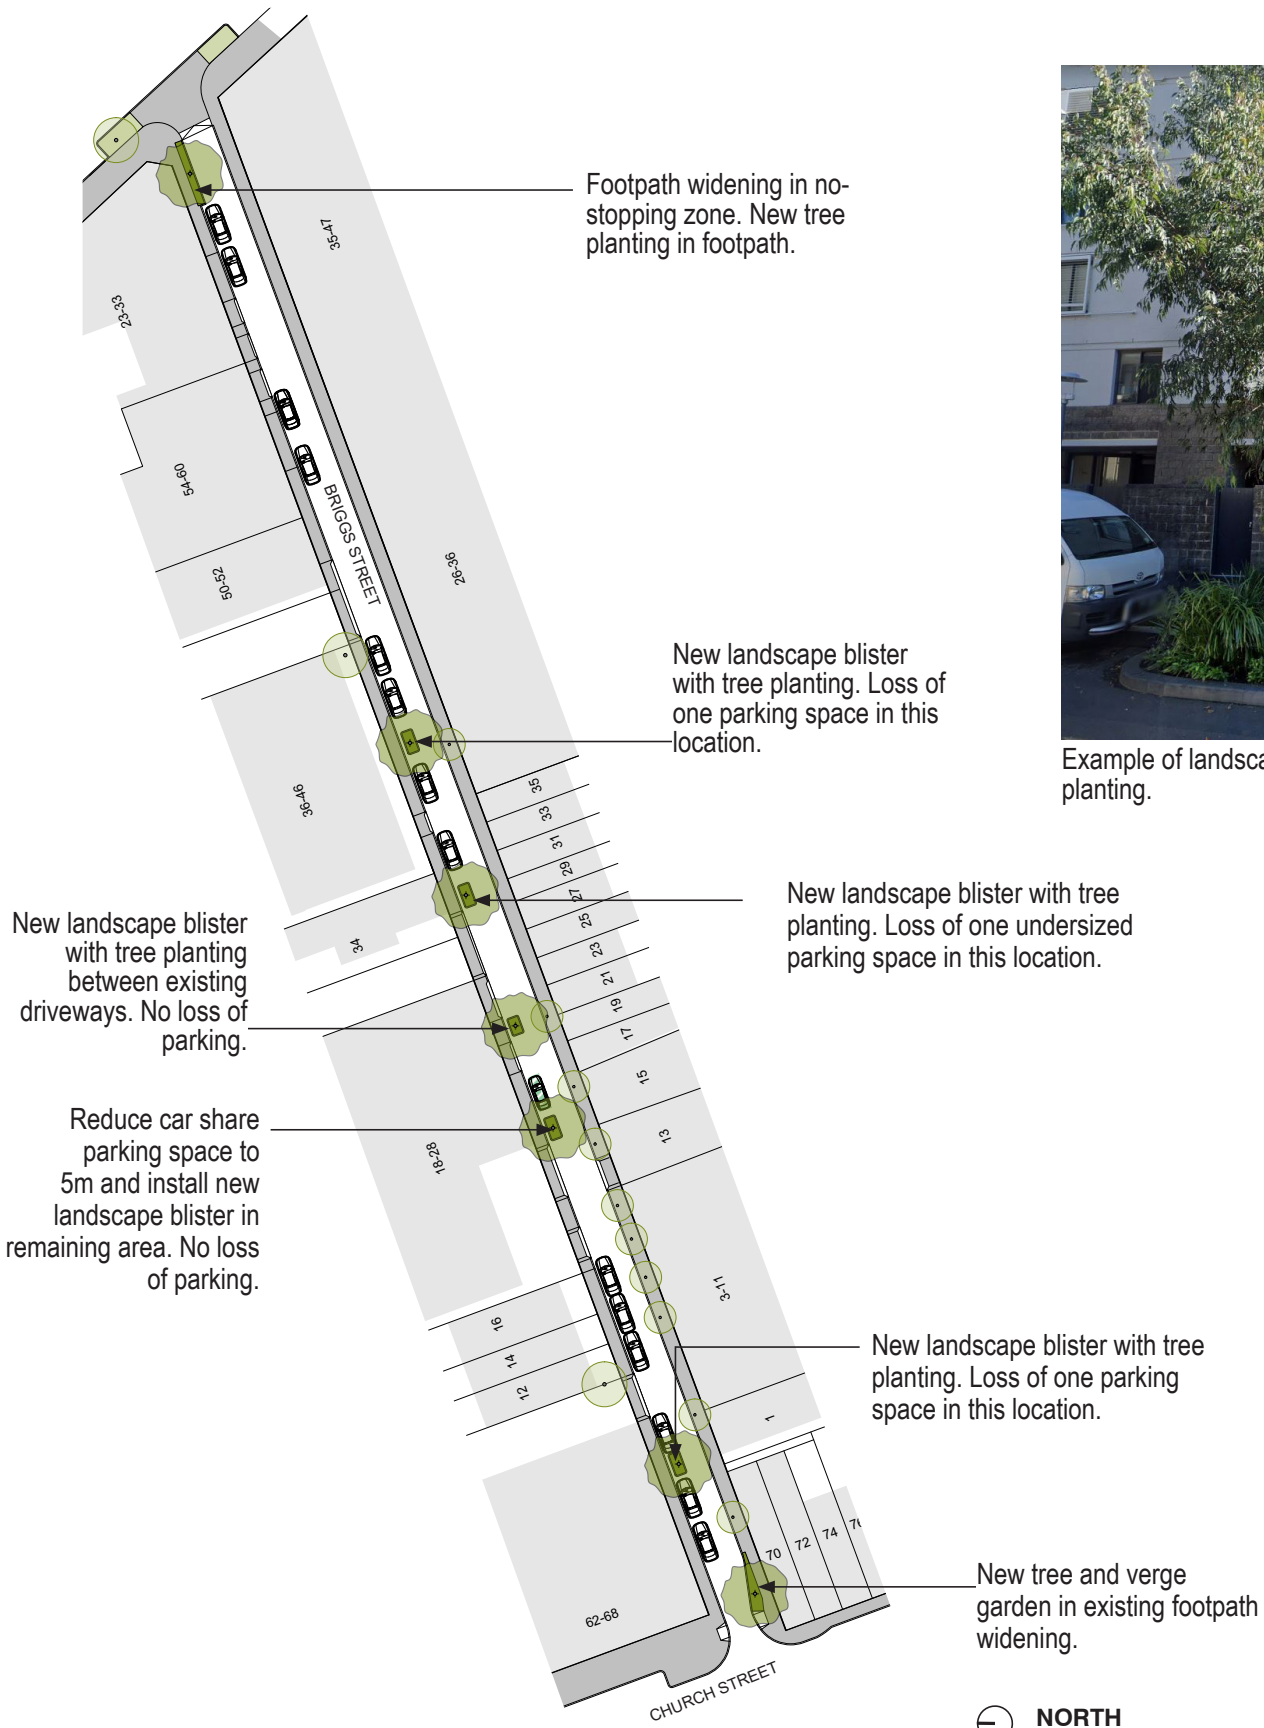 Footpath widening in no-
stopping zone. New tree
planting in footpath.
35-47
23-33
54-60
BRIGGS STREET
50-52
26-36
New landscape blister
with tree planting. Loss of
one parking space in this
location.
Example of landsca
planting.
36-46
35
33
31
29
27
25
23
21
19
17
15
13
New landscape blister with tree
planting. Loss of one undersized
parking space in this location.
34
New landscape blister
with tree planting
between existing
driveways. No loss of
parking.
Reduce car share
parking space to
5m and install new
landscape blister in
remaining area. No loss
of parking.
18-28
3-11
16
14
12
New landscape blister with tree
planting. Loss of one parking
space in this location.
1
70
72
74
62-68
New tree and verge
garden in existing footpath
widening.
CHURCH STREET
NORTH